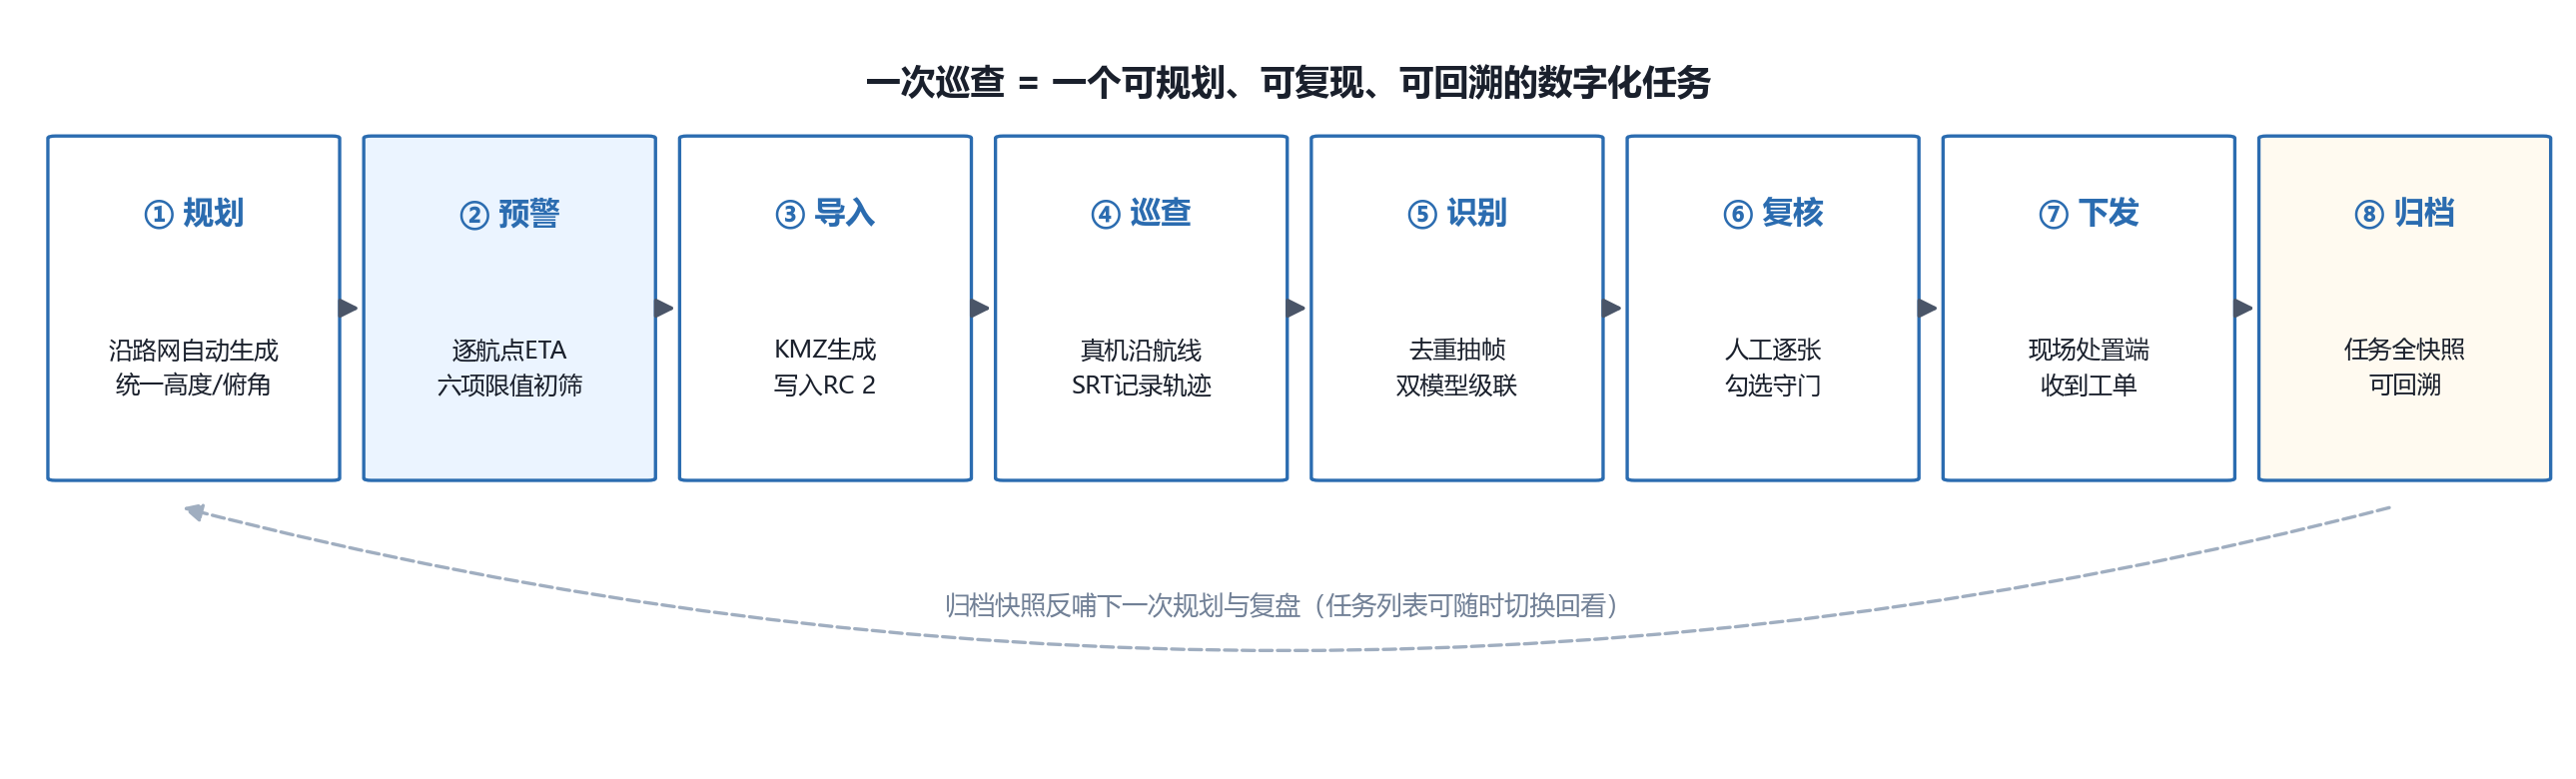 一次巡查 = 一个可规划、可复现、可回溯的数字化任务
① 规划
沿路网自动生成
统一高度/俯角
② 预警
逐航点ETA
六项限值初筛
③ 导入
KMZ生成
写入RC 2
④ 巡查
真机沿航线
SRT记录轨迹
⑤ 识别
去重抽帧
双模型级联
⑥ 复核
人工逐张
勾选守门
⑦ 下发
现场处置端
收到工单
⑧ 归档
任务全快照
可回溯
归档快照反哺下一次规划与复盘（任务列表可随时切换回看）